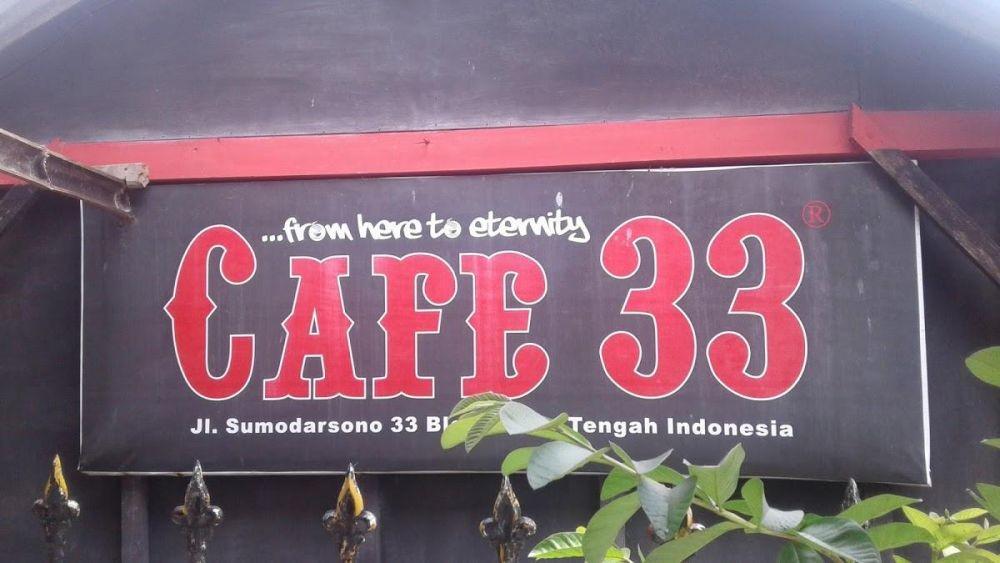 ...from here to eternity
CAFE 33 ®
Jl. Sumodarsono 33 Tengah Indonesia